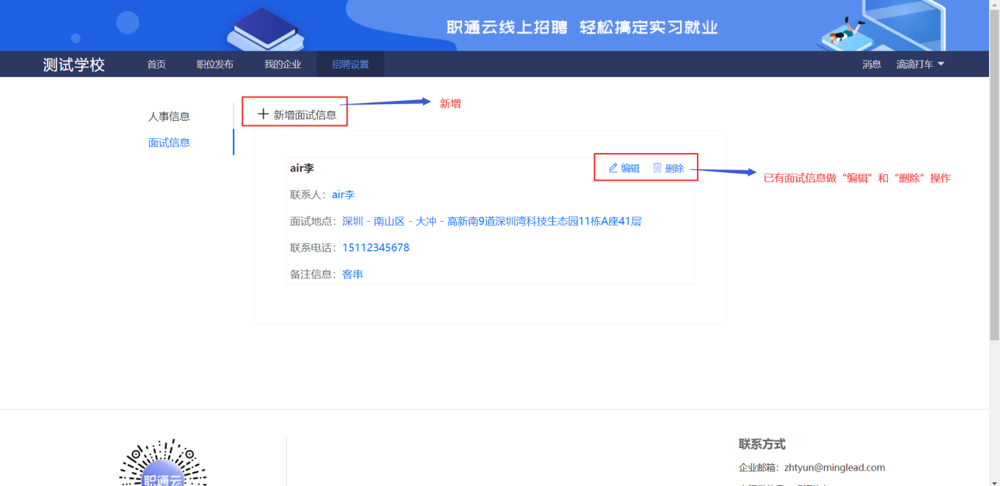 职通云线上招聘 轻松搞定实习就业
测试学校 首页 职位发布 我的企业 招聘设置 消息 滴滴打车
人事信息
面试信息
新增面试信息
新增
air李
编辑 删除
已有面试信息做“编辑”和“删除”操作
联系人：air李
面试地点：深圳 - 南山区 - 大冲 - 高新南9道深圳湾科技生态园11栋A座41层
联系电话：15112345678
备注信息：客串
职通云
联系方式
企业邮箱：zhtyun@minglead.com